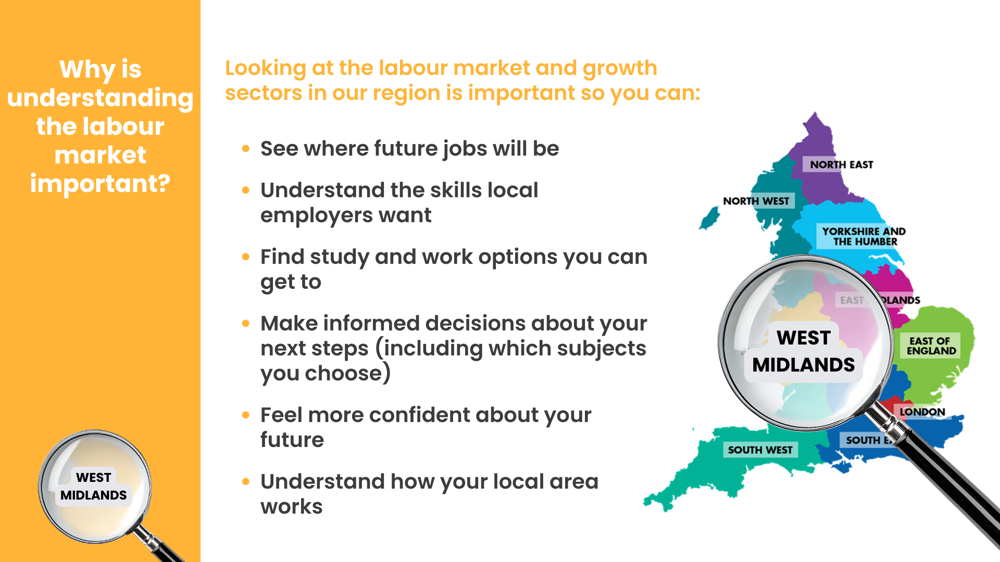 Why is
understanding
the labour
market
important?
Looking at the labour market and growth
sectors in our region is important so you can:
See where future jobs will be
Understand the skills local
employers want
Find study and work options you can
get to
Make informed decisions about your
next steps (including which subjects
you choose)
Feel more confident about your
future
Understand how your local area
works
NORTH EAST
NORTH WEST
YORKSHIRE AND
THE HUMBER
EAST MIDLANDS
WEST
MIDLANDS
EAST OF
ENGLAND
LONDON
SOUTH EA
SOUTH WEST
WEST
MIDLANDS